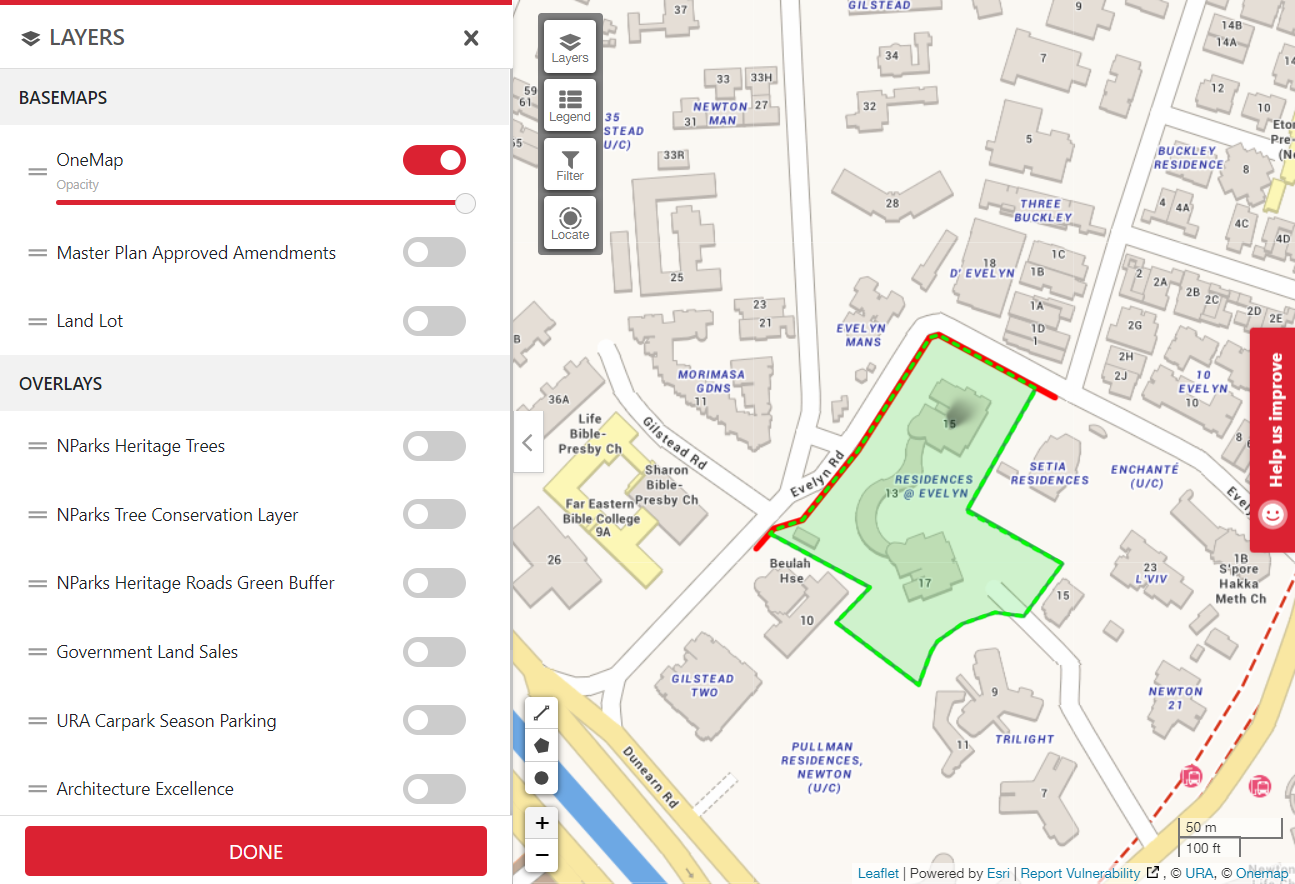 LAYERS
BASEMAPS
OneMap
Opacity
Master Plan Approved Amendments
Land Lot
OVERLAYS
NParks Heritage Trees
NParks Tree Conservation Layer
NParks Heritage Roads Green Buffer
Government Land Sales
URA Carpark Season Parking
Architecture Excellence
DONE
Layers
Legend
Filter
Locate
37
GILSTEAD
9
14B
14A
34
7
12
10
33
33H
59
61
NEWTON
MAN
27
31
32
35
STEAD
U/C)
55
33R
5
BUCKLEY
RESIDENCE
8
28
THREE
BUCKLEY
4
4A
4C
4D
25
18
D' EVELYN
1C
1B
2
2A
2B
2C
2D
2E
23
21
1A
1D
1
EVELYN
MANS
2G
2H
2J
MORIMASA
GDNS
11
10
EVELYN
10
36A
Life
Bible-
Presby Ch
Gilstead Rd
15
8
Sharon
Bible-
Presby Ch
Evelyn Rd
RESIDENCES
13 @ EVELYN
SETIA
RESIDENCES
ENCHANTÉ
(U/C)
Far Eastern
Bible College
9A
26
Beulah
Hse
10
17
15
23
L'VIV
1B
S'pore
Hakka
Meth Ch
GILSTEAD
TWO
9
11
TRILIGHT
NEWTON
21
Dunearn Rd
PULLMAN
RESIDENCES,
NEWTON
(U/C)
7
Help us improve
+
−
50 m
100 ft
Leaflet | Powered by Esri | Report Vulnerability , © URA, © Onemap